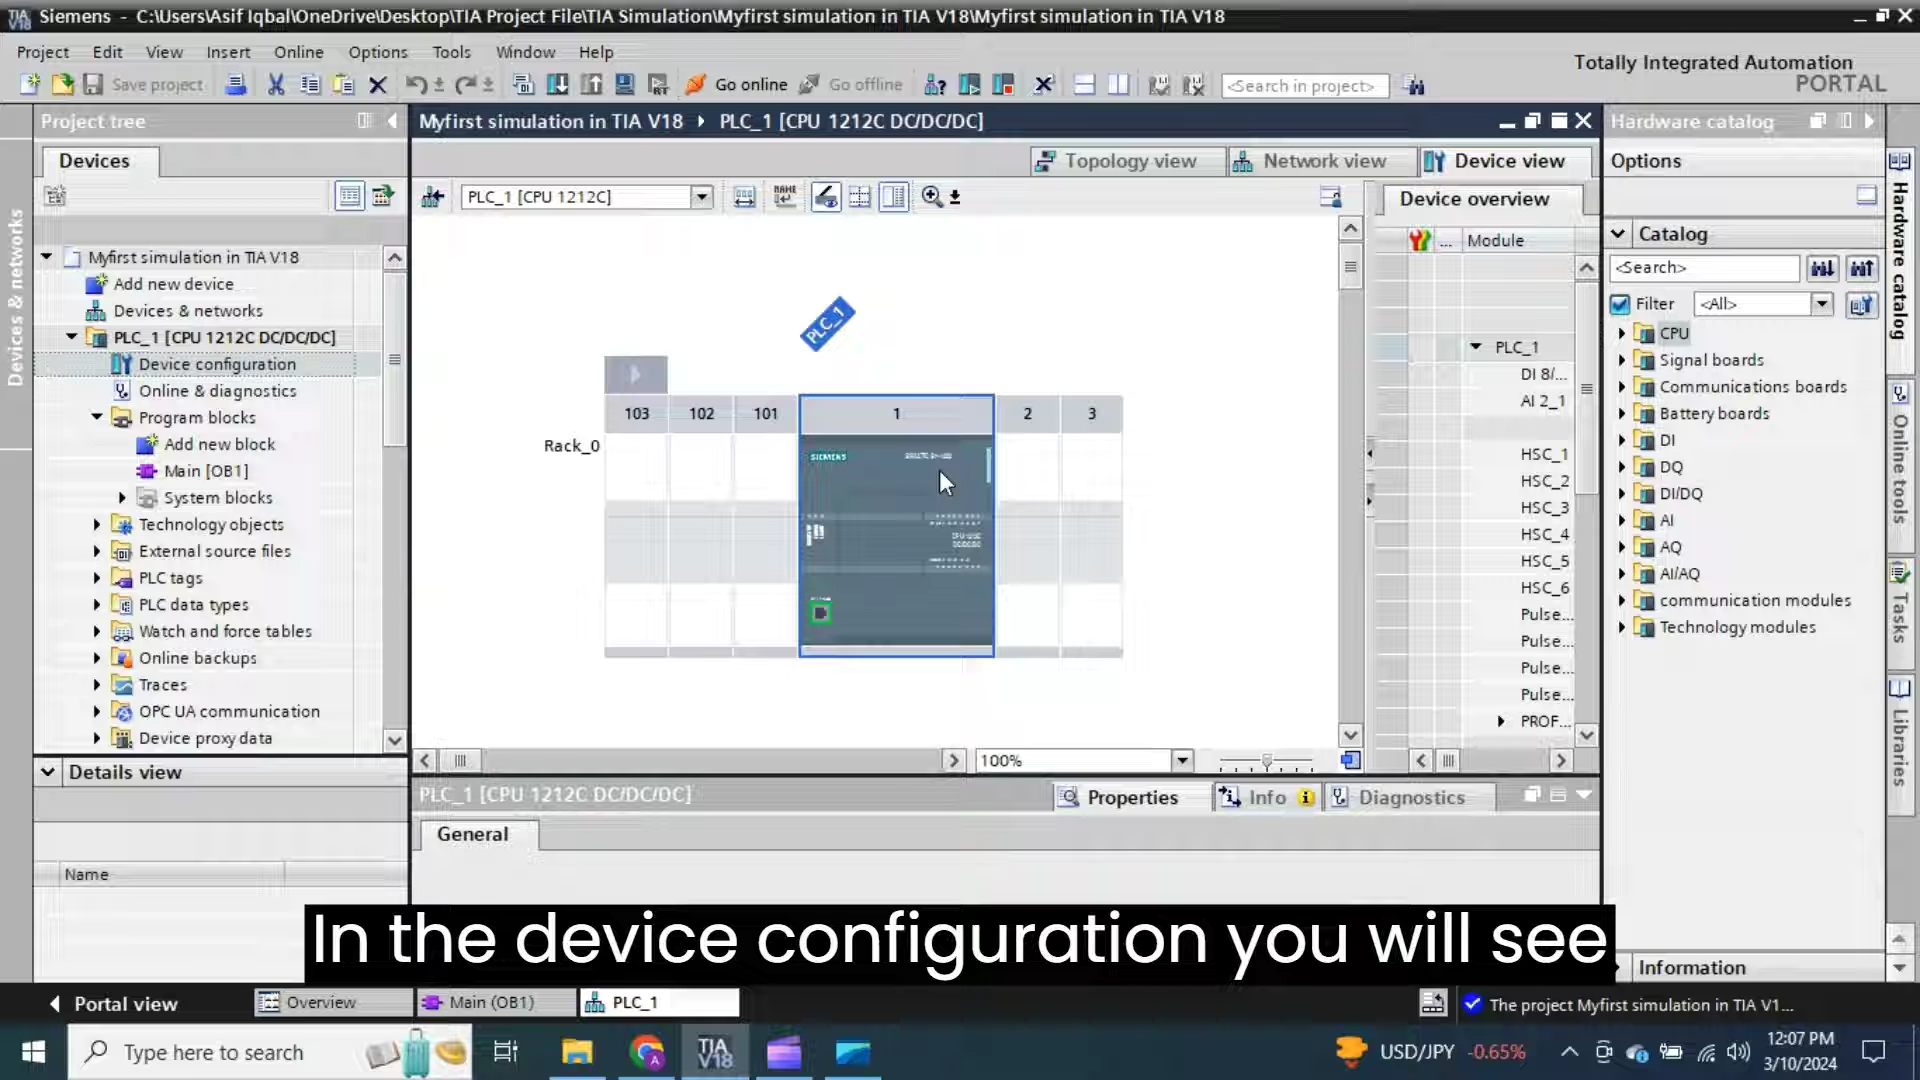 Siemens - C:\Users\Asif Iqbal\OneDrive\Desktop\TIA Project File\TIA Simulation\Myfirst simulation in TIA V18\Myfirst simulation in TIA V18
Project Edit View Insert Online Options Tools Window Help
Totally Integrated Automation
PORTAL
Save project
Go online
Go offline
<Search in project>
Project tree
Myfirst simulation in TIA V18 PLC_1 [CPU 1212C DC/DC/DC]
Hardware catalog
Devices
Topology view
Network view
Device view
Options
PLC_1 [CPU 1212C]
Device overview
Devices & networks
Myfirst simulation in TIA V18
Add new device
Devices & networks
PLC_1 [CPU 1212C DC/DC/DC]
Device configuration
Online & diagnostics
Program blocks
Add new block
Main [OB1]
System blocks
Technology objects
External source files
PLC tags
PLC data types
Watch and force tables
Online backups
Traces
OPC UA communication
Device proxy data
PLC_1
103 102 101 1 2 3
Rack_0
SIEMENS
100%
... Module
PLC_1
DI 8/...
AI 2_1
HSC_1
HSC_2
HSC_3
HSC_4
HSC_5
HSC_6
Pulse...
Pulse...
Pulse...
Pulse...
PROF...
Catalog
<Search>
Filter <All>
CPU
Signal boards
Communications boards
Battery boards
DI
DQ
DI/DQ
AI
AQ
AI/AQ
communication modules
Technology modules
Hardware catalog
Online tools
Tasks
Libraries
Details view
Name
PLC_1 [CPU 1212C DC/DC/DC]
Properties
Info
Diagnostics
General
In the device configuration you will see
Information
Portal view
Overview
Main (OB1)
PLC_1
The project Myfirst simulation in TIA V1...
Type here to search
TIA
V18
USD/JPY -0.65%
12:07 PM
3/10/2024